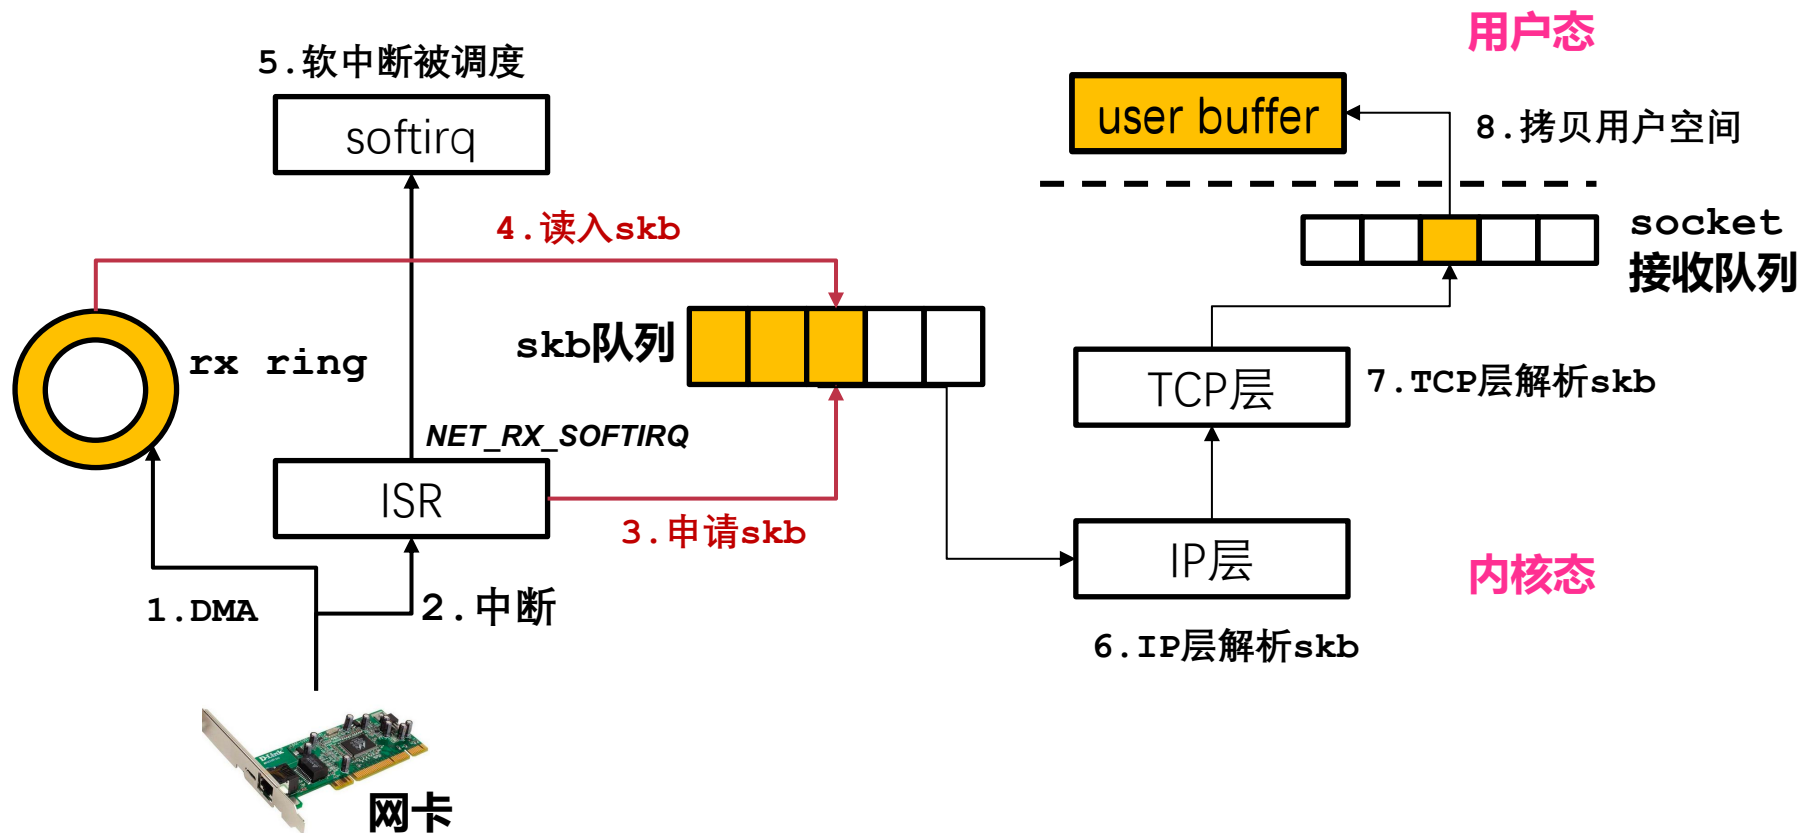 用户态
5.软中断被调度
softirq
user buffer
8.拷贝用户空间
4.读入skb
socket
接收队列
skb队列
rx ring
TCP层
7.TCP层解析skb
NET_RX_SOFTIRQ
ISR
3.申请skb
IP层
内核态
1.DMA
2.中断
6.IP层解析skb
D-Link
网卡